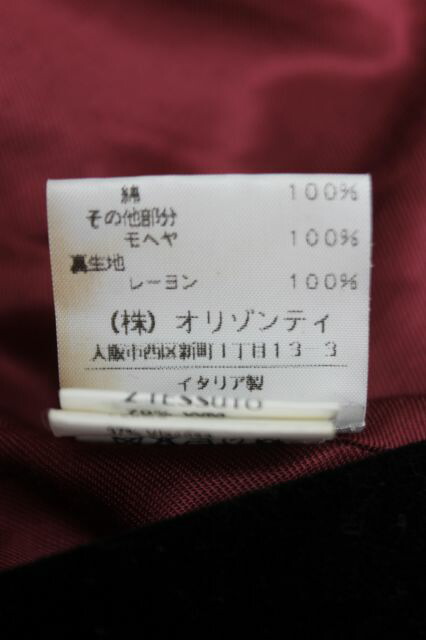 綿 100%
その他部分
モヘヤ 100%
裏生地
レーヨン 100%
(株) オリゾンティ
大阪市西区新町1丁目13-3
イタリア製
2 TESSUTO